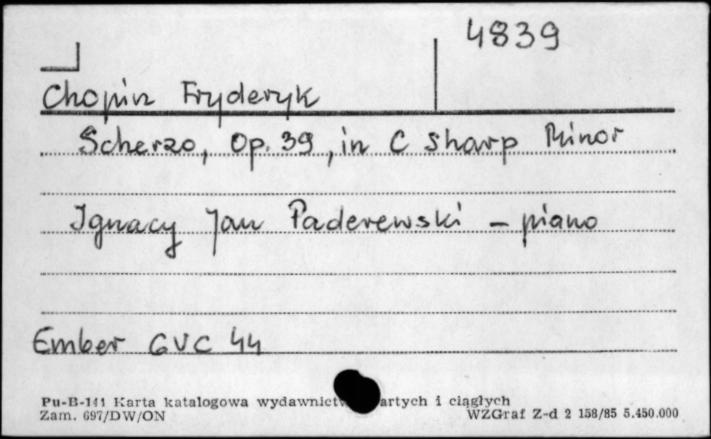 4839
Chopin Fryderyk
Scherzo, Op. 39, in C sharp Minor
Ignacy Jan Paderewski - piano
Ember GVC 44
Pu-B-141 Karta katalogowa wydawnict artych i ciągłych
Zam. 697/DW/ON WZGraf Z-d 2 158/85 5.450.000